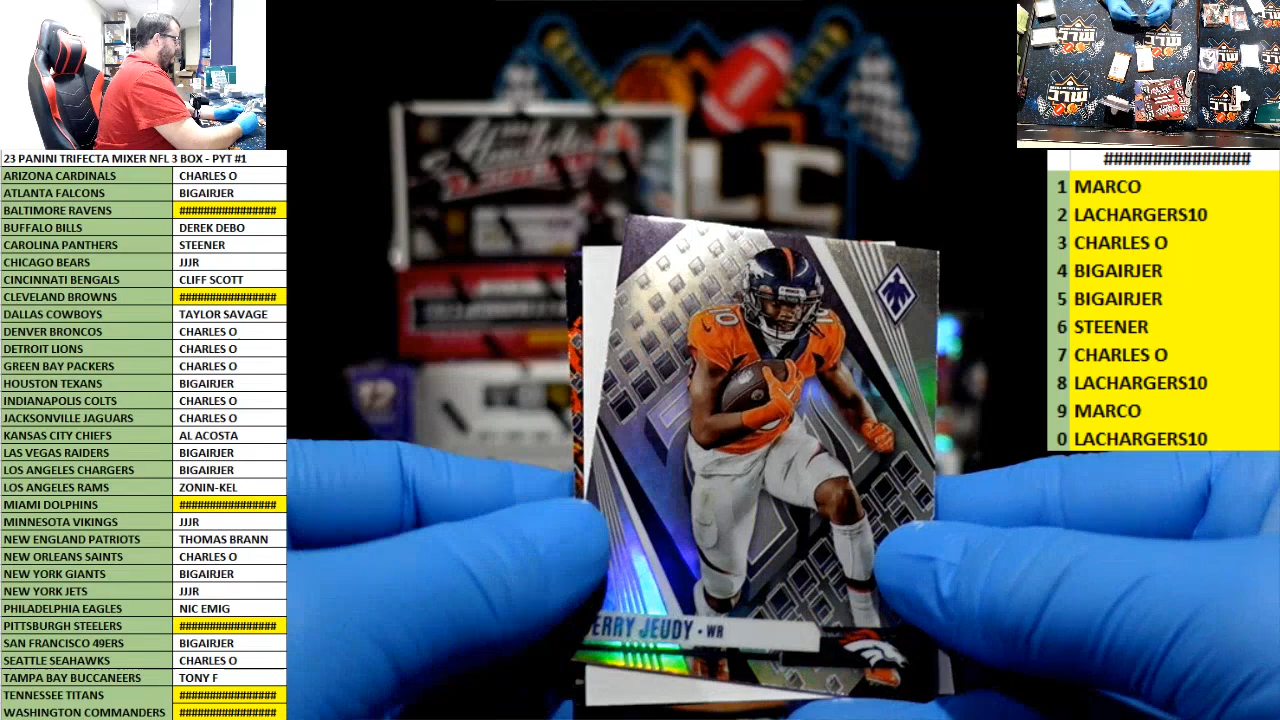 23 PANINI TRIFECTA MIXER NFL 3 BOX - PYT #1
ARIZONA CARDINALS CHARLES O
ATLANTA FALCONS BIGAIRJER
BALTIMORE RAVENS ################
BUFFALO BILLS DEREK DEBO
CAROLINA PANTHERS STEENER
CHICAGO BEARS JJJR
CINCINNATI BENGALS CLIFF SCOTT
CLEVELAND BROWNS ################
DALLAS COWBOYS TAYLOR SAVAGE
DENVER BRONCOS CHARLES O
DETROIT LIONS CHARLES O
GREEN BAY PACKERS CHARLES O
HOUSTON TEXANS BIGAIRJER
INDIANAPOLIS COLTS CHARLES O
JACKSONVILLE JAGUARS CHARLES O
KANSAS CITY CHIEFS AL ACOSTA
LAS VEGAS RAIDERS BIGAIRJER
LOS ANGELES CHARGERS BIGAIRJER
LOS ANGELES RAMS ZONIN-KEL
MIAMI DOLPHINS ################
MINNESOTA VIKINGS JJJR
NEW ENGLAND PATRIOTS THOMAS BRANN
NEW ORLEANS SAINTS CHARLES O
NEW YORK GIANTS BIGAIRJER
NEW YORK JETS JJJR
PHILADELPHIA EAGLES NIC EMIG
PITTSBURGH STEELERS ################
SAN FRANCISCO 49ERS BIGAIRJER
SEATTLE SEAHAWKS CHARLES O
TAMPA BAY BUCCANEERS TONY F
TENNESSEE TITANS ################
WASHINGTON COMMANDERS ################
LC
10
ERRY JEUDY • WR
###############
1 MARCO
2 LACHARGERS10
3 CHARLES O
4 BIGAIRJER
5 BIGAIRJER
6 STEENER
7 CHARLES O
8 LACHARGERS10
9 MARCO
0 LACHARGERS10